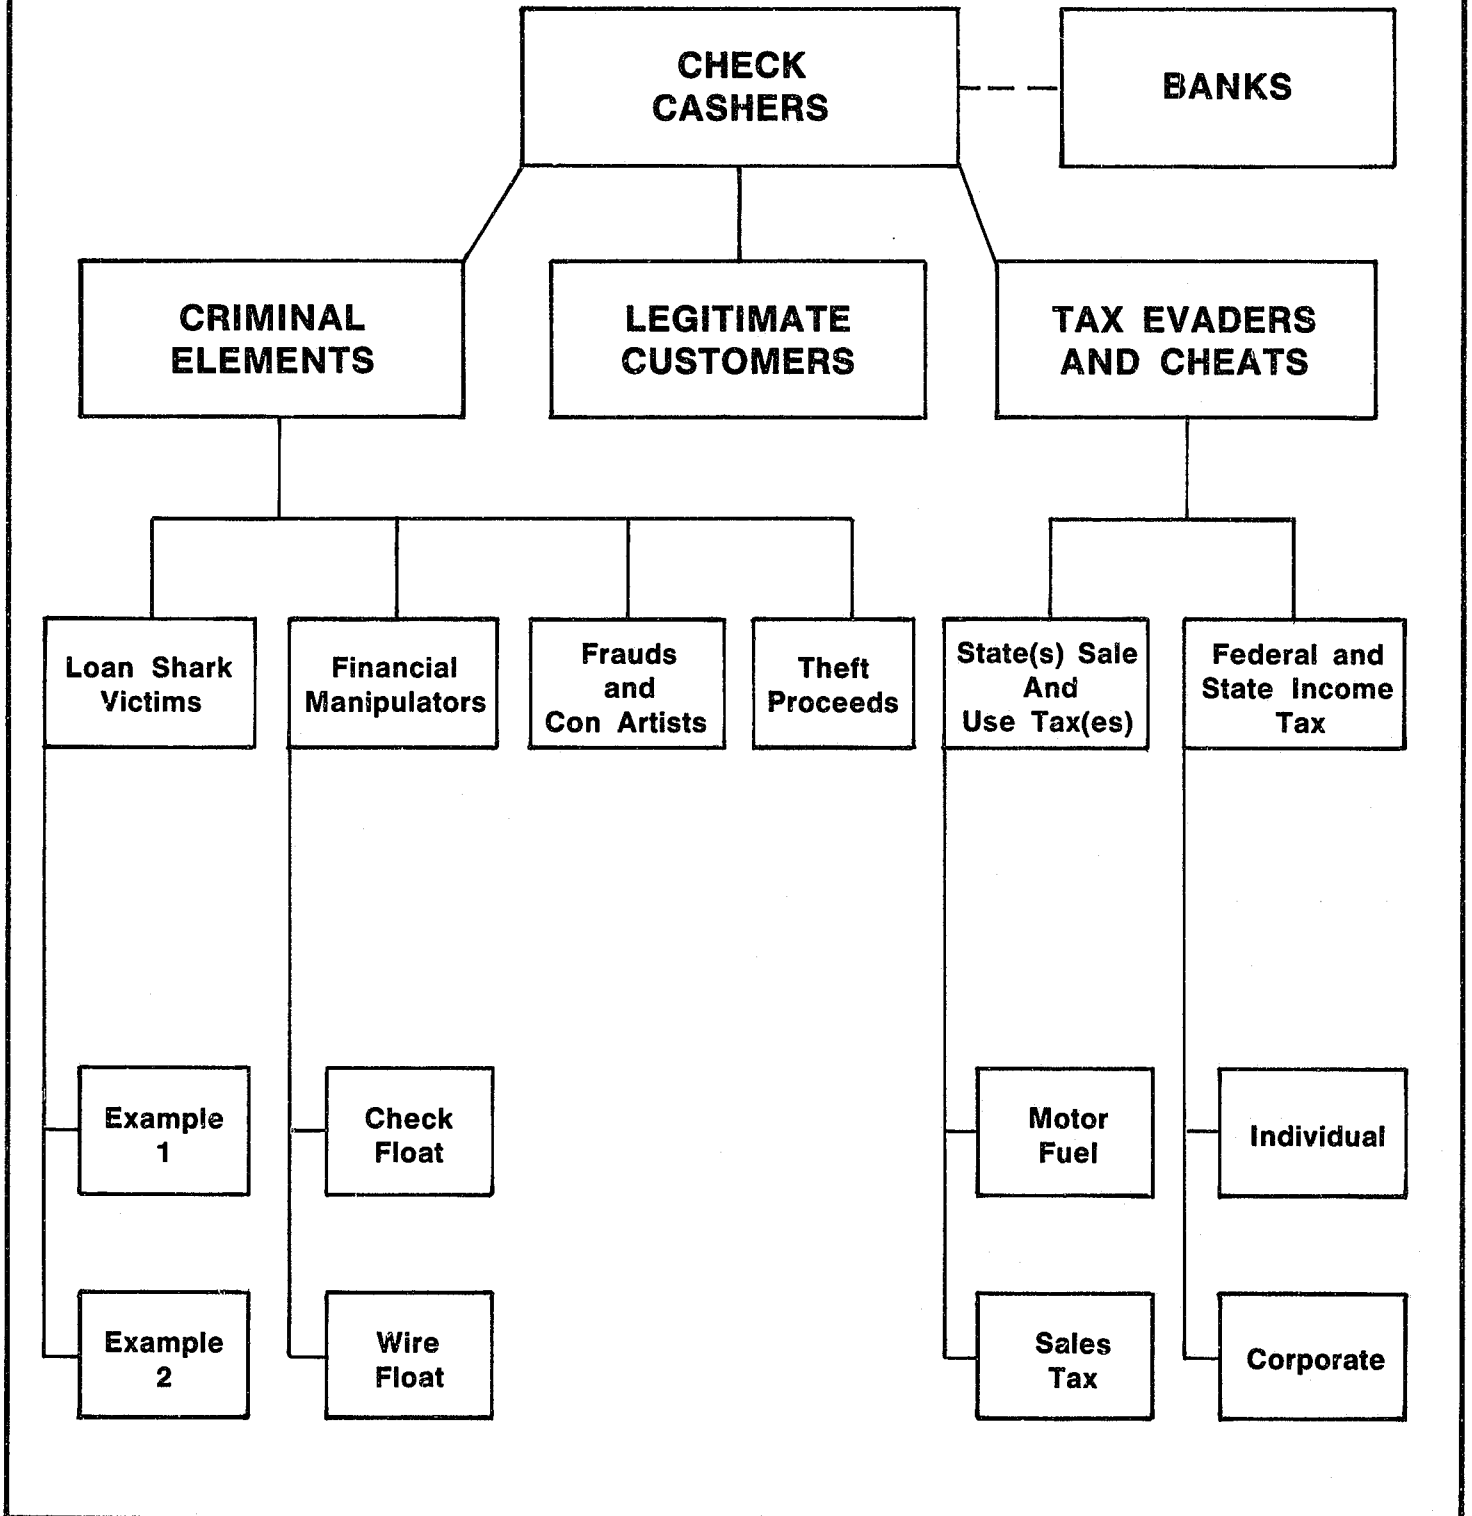 CHECK
CASHERS
BANKS
CRIMINAL
ELEMENTS
LEGITIMATE
CUSTOMERS
TAX EVADERS
AND CHEATS
Loan Shark
Victims
Financial
Manipulators
Frauds
and
Con Artists
Theft
Proceeds
State(s) Sale
And
Use Tax(es)
Federal and
State Income
Tax
Example
1
Check
Float
Motor
Fuel
Individual
Example
2
Wire
Float
Sales
Tax
Corporate